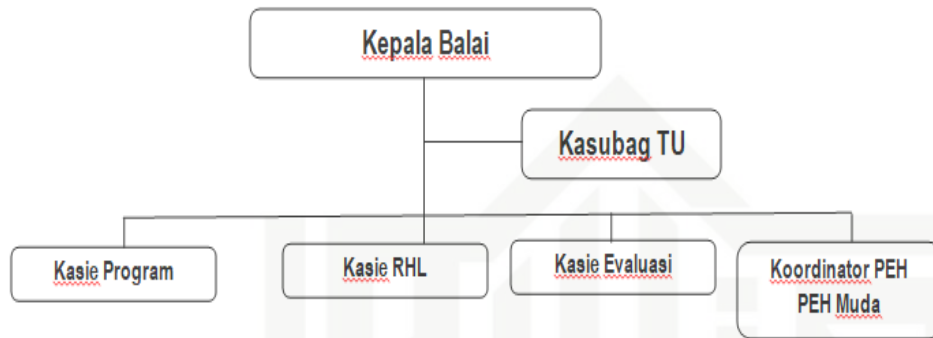 Kepala Balai
Kasubag TU
Kasie Program
Kasie RHL
Kasie Evaluasi
Koordinator PEH
PEH Muda